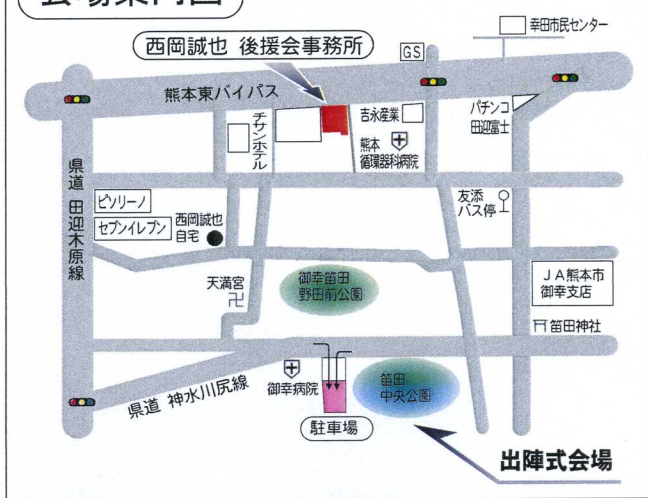 会場案内図
幸田市民センター
西岡誠也 後援会事務所
GS
熊本東バイパス
チサンホテル
吉永産業
パチンコ
田迎富士
熊本
循環器科病院
県道 田迎木原線
ピソリーノ
セブンイレブン
西岡誠也
自宅
友添
バス停
天満宮
卍
御幸笛田
野田前公園
JA熊本市
御幸支店
笛田神社
県道 神水川尻線
御幸病院
笛田
中央公園
駐車場
出陣式会場